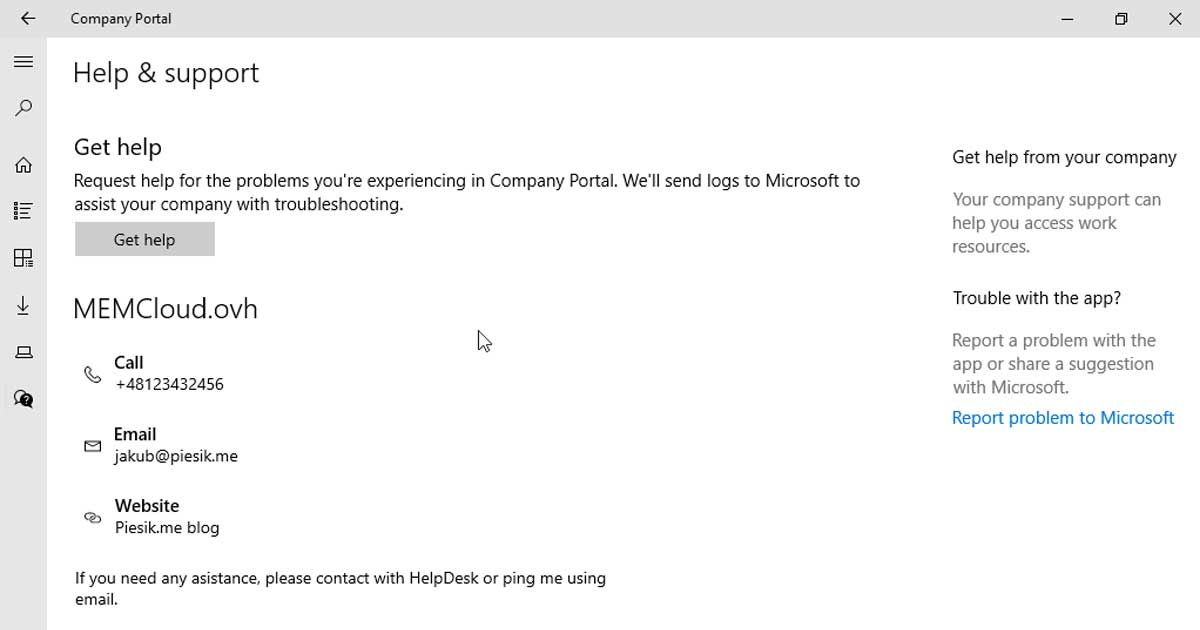 Company Portal
Help & support
Get help
Request help for the problems you're experiencing in Company Portal. We'll send logs to Microsoft to
assist your company with troubleshooting.
Get help
MEMCloud.ovh
Call
+48123432456
Email
jakub@piesik.me
Website
Piesik.me blog
If you need any asistance, please contact with HelpDesk or ping me using
email.
Get help from your company
Your company support can
help you access work
resources.
Trouble with the app?
Report a problem with the
app or share a suggestion
with Microsoft.
Report problem to Microsoft